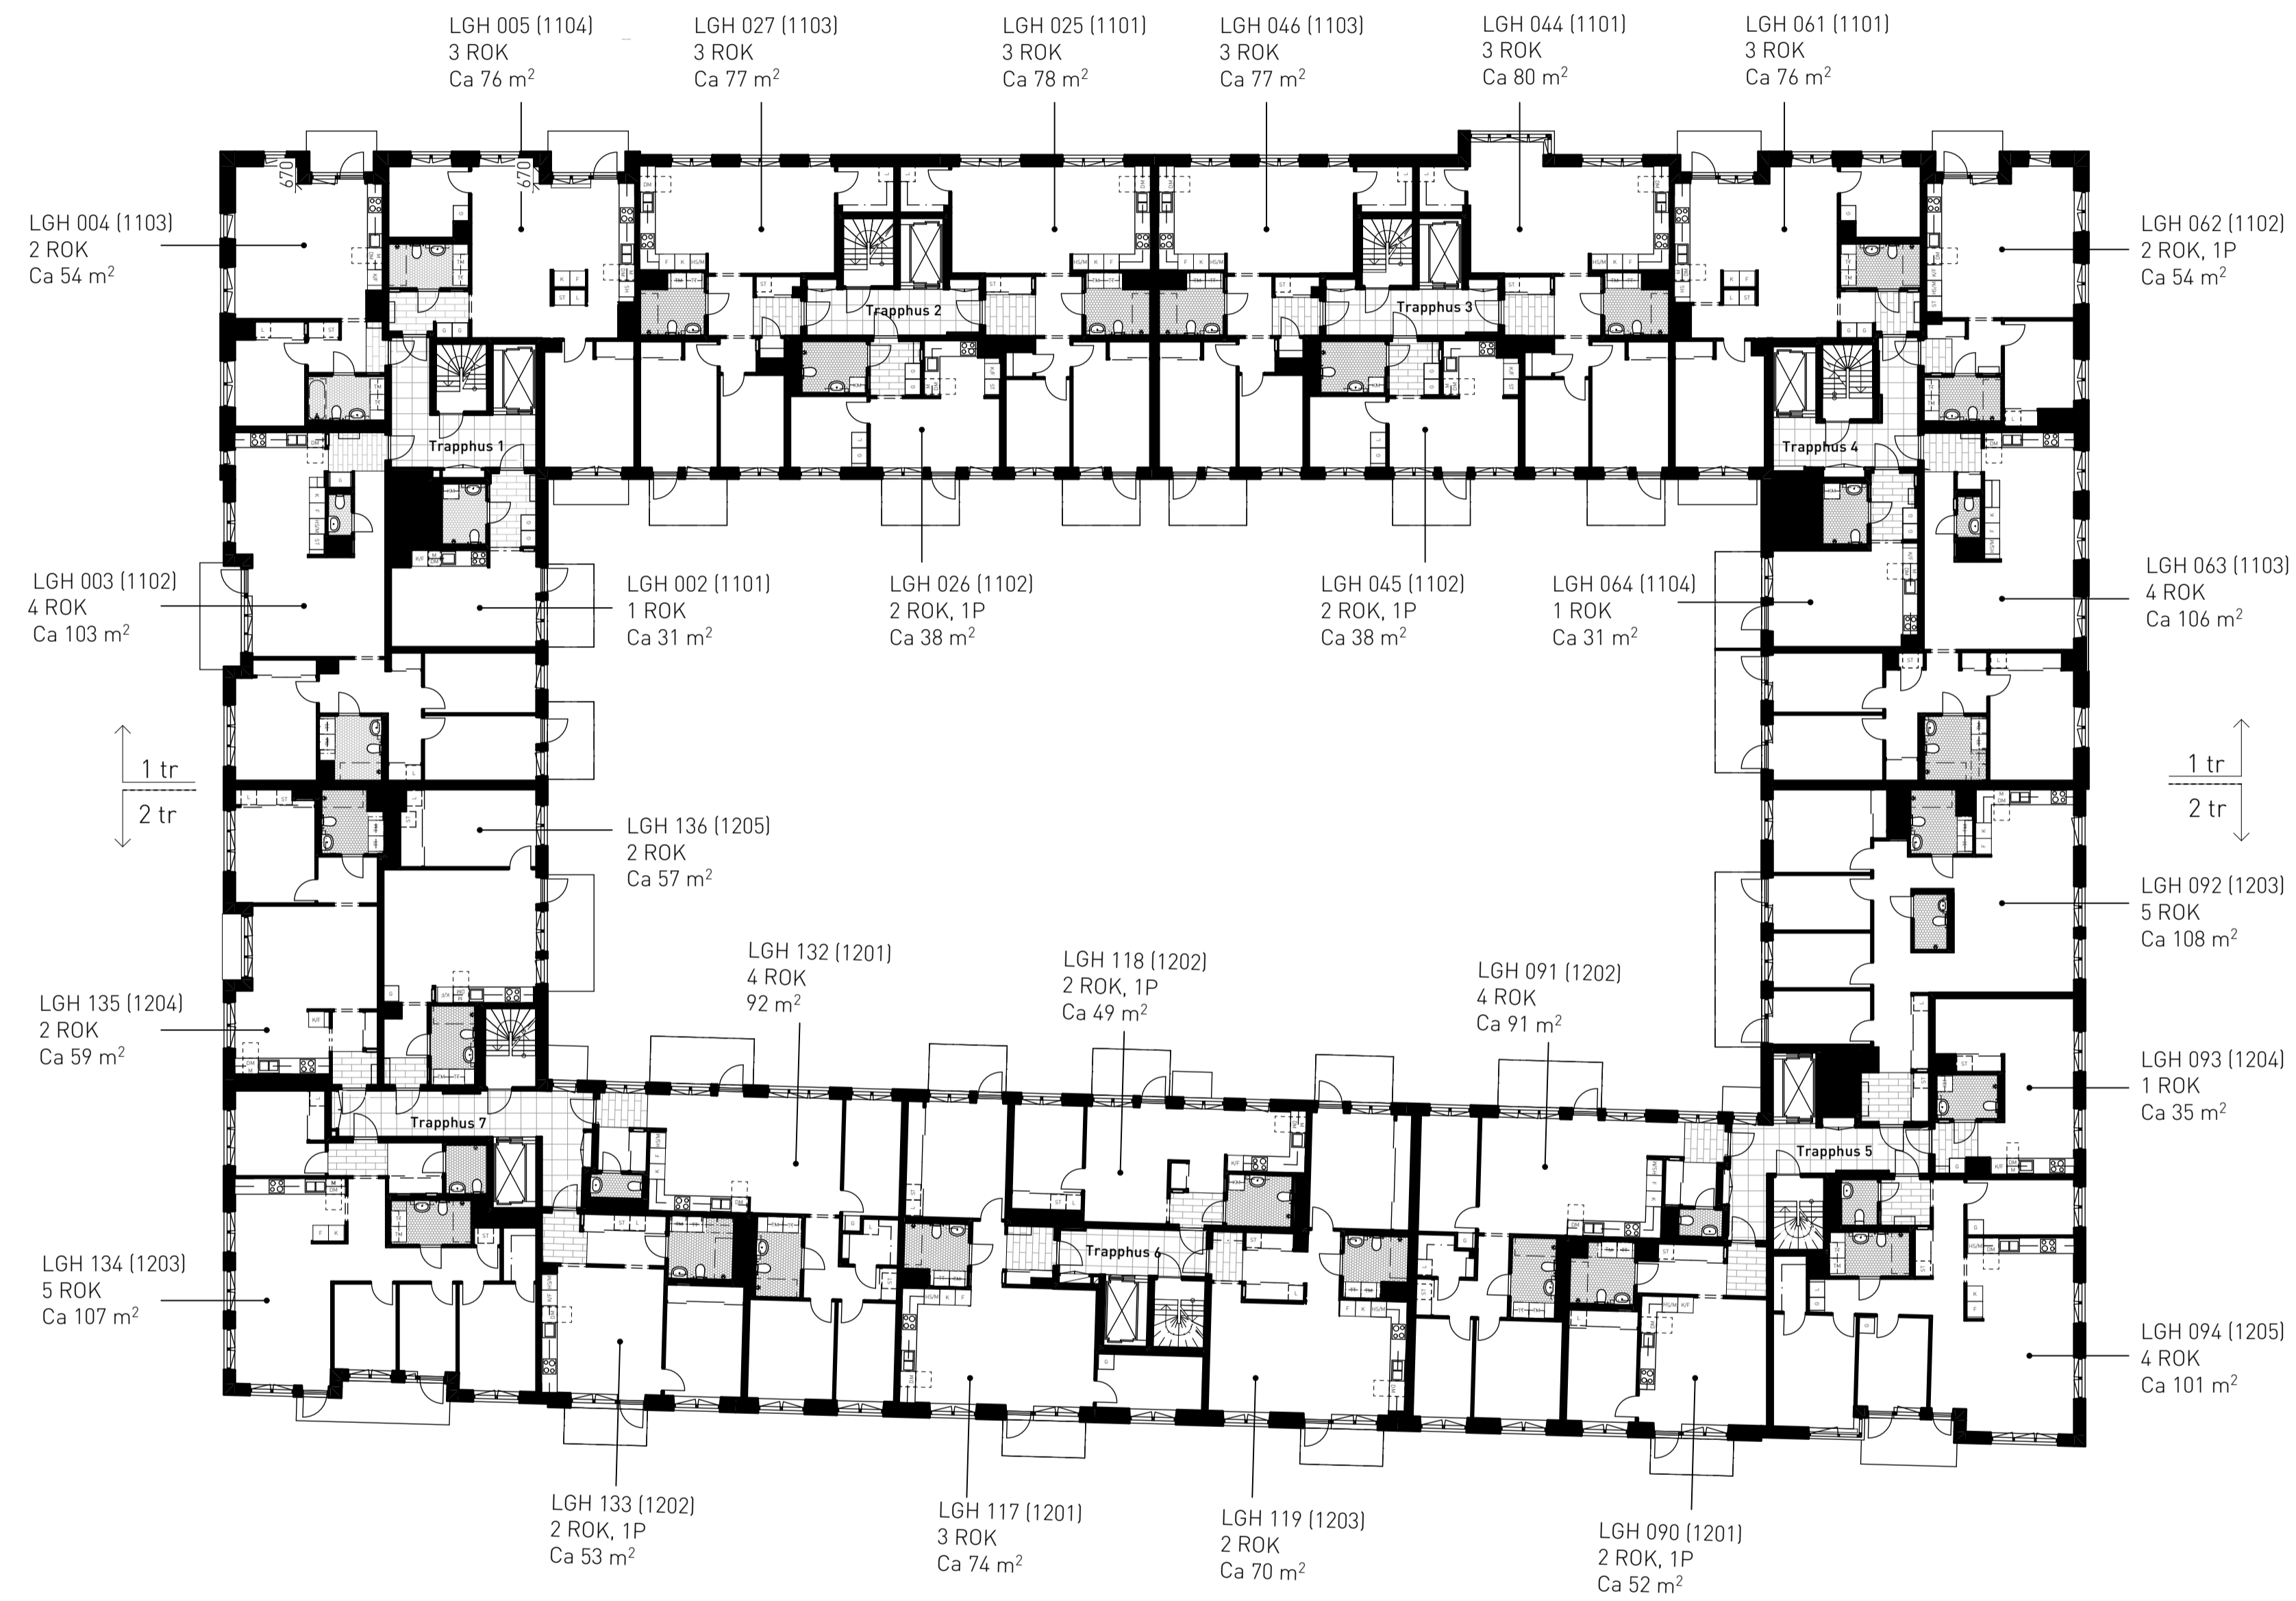 LGH 005 (1104)
3 ROK
Ca 76 m²
LGH 027 (1103)
3 ROK
Ca 77 m²
LGH 025 (1101)
3 ROK
Ca 78 m²
LGH 046 (1103)
3 ROK
Ca 77 m²
LGH 044 (1101)
3 ROK
Ca 80 m²
LGH 061 (1101)
3 ROK
Ca 76 m²
670
670
LGH 004 (1103)
2 ROK
Ca 54 m²
LGH 062 (1102)
2 ROK, 1P
Ca 54 m²
Trapphus 2
Trapphus 3
Trapphus 1
Trapphus 4
LGH 003 (1102)
4 ROK
Ca 103 m²
LGH 002 (1101)
1 ROK
Ca 31 m²
LGH 026 (1102)
2 ROK, 1P
Ca 38 m²
LGH 045 (1102)
2 ROK, 1P
Ca 38 m²
LGH 064 (1104)
1 ROK
Ca 31 m²
LGH 063 (1103)
4 ROK
Ca 106 m²
1 tr
2 tr
1 tr
2 tr
LGH 136 (1205)
2 ROK
Ca 57 m²
LGH 092 (1203)
5 ROK
Ca 108 m²
LGH 135 (1204)
2 ROK
Ca 59 m²
LGH 132 (1201)
4 ROK
92 m²
LGH 118 (1202)
2 ROK, 1P
Ca 49 m²
LGH 091 (1202)
4 ROK
Ca 91 m²
LGH 093 (1204)
1 ROK
Ca 35 m²
Trapphus 7
Trapphus 5
Trapphus 6
LGH 134 (1203)
5 ROK
Ca 107 m²
LGH 094 (1205)
4 ROK
Ca 101 m²
LGH 133 (1202)
2 ROK, 1P
Ca 53 m²
LGH 117 (1201)
3 ROK
Ca 74 m²
LGH 119 (1203)
2 ROK
Ca 70 m²
LGH 090 (1201)
2 ROK, 1P
Ca 52 m²